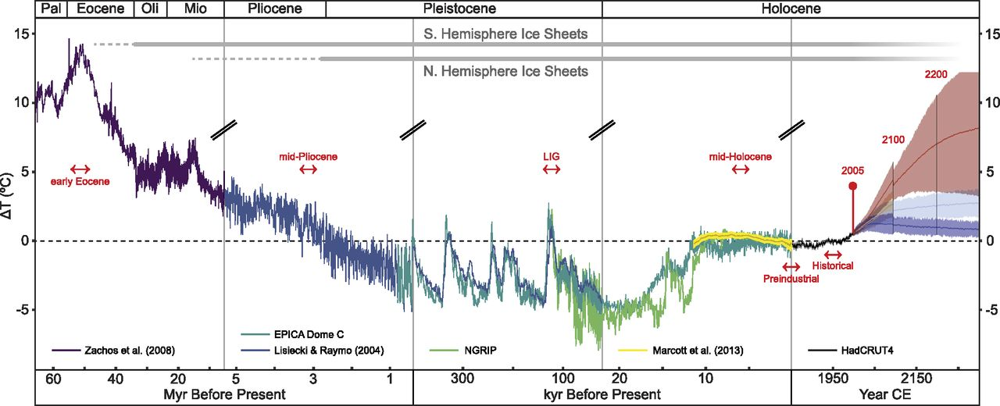 Pal Eocene Oli Mio Pliocene Pleistocene Holocene
15 S. Hemisphere Ice Sheets 15
N. Hemisphere Ice Sheets
2200
10 10
2100
mid-Pliocene LIG mid-Holocene
2005
5 early Eocene 5
ΔT (ºC)
0 0
Historical
Preindustrial
-5 -5
EPICA Dome C
Zachos et al. (2008) Lisiecki & Raymo (2004) NGRIP Marcott et al. (2013) HadCRUT4
60 40 20 5 3 1 300 100 20 10 1950 2150
Myr Before Present kyr Before Present Year CE